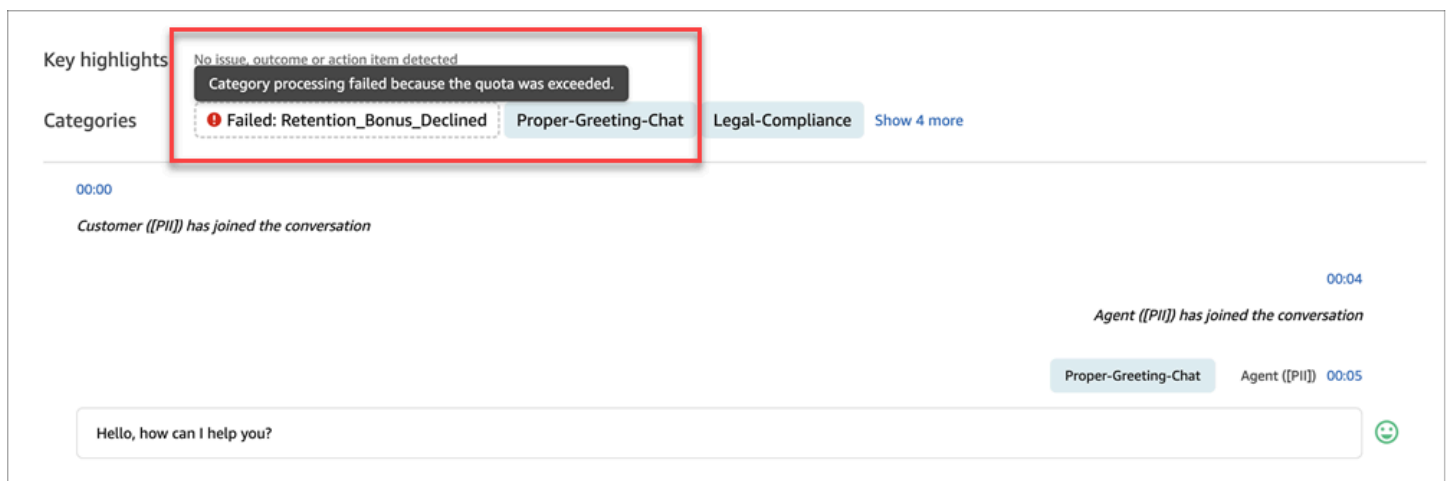 Key highlights No issue, outcome or action item detected
Category processing failed because the quota was exceeded.
Categories Failed: Retention_Bonus_Declined Proper-Greeting-Chat Legal-Compliance Show 4 more
00:00
Customer ([PII]) has joined the conversation
00:04
Agent ([PII]) has joined the conversation
Proper-Greeting-Chat Agent ([PII]) 00:05
Hello, how can I help you?